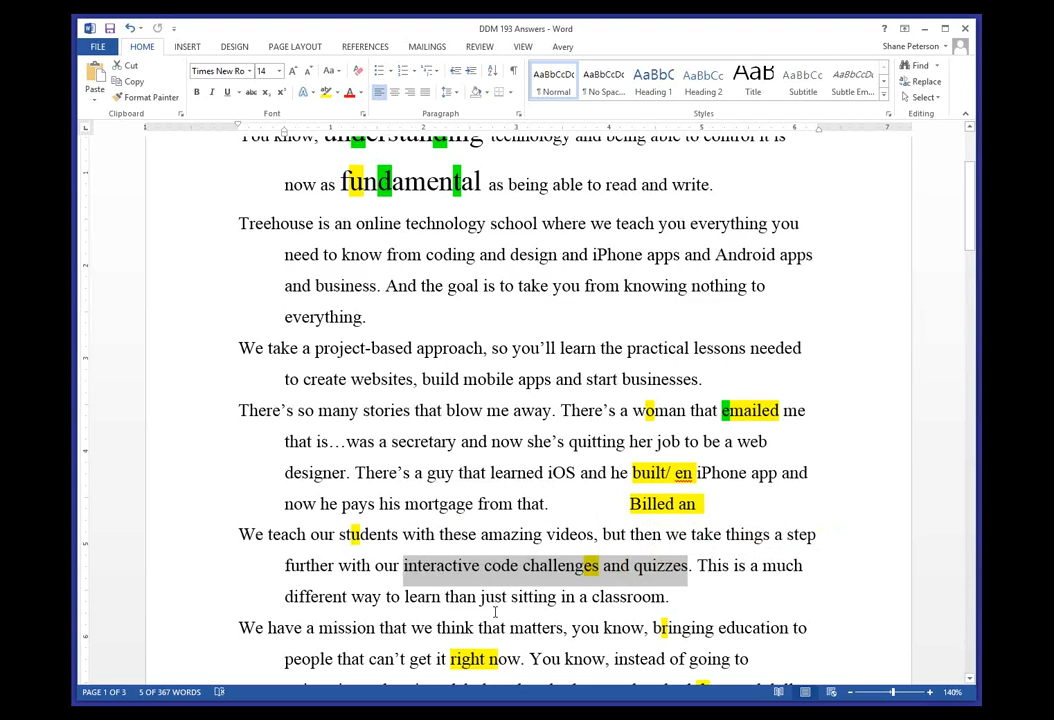 DDM 193 Answers - Word
FILE HOME INSERT DESIGN PAGE LAYOUT REFERENCES MAILINGS REVIEW VIEW Avery
Shane Peterson
Paste
Cut
Copy
Format Painter
Clipboard
Times New Ro 14
Font
Paragraph
AaBbCcDc AaBbCcDc AaBbC AaBbCc AaB AaBbCc AaBbCcDc
¶ Normal ¶ No Spac... Heading 1 Heading 2 Title Subtitle Subtle Em...
Styles
Find
Replace
Select
Editing
You know, understanding technology and being able to control it is
now as fundamental as being able to read and write.
Treehouse is an online technology school where we teach you everything you
need to know from coding and design and iPhone apps and Android apps
and business. And the goal is to take you from knowing nothing to
everything.
We take a project-based approach, so you’ll learn the practical lessons needed
to create websites, build mobile apps and start businesses.
There’s so many stories that blow me away. There’s a woman that emailed me
that is…was a secretary and now she’s quitting her job to be a web
designer. There’s a guy that learned iOS and he built/ en iPhone app and
now he pays his mortgage from that. Billed an
We teach our students with these amazing videos, but then we take things a step
further with our interactive code challenges and quizzes. This is a much
different way to learn than just sitting in a classroom.
We have a mission that we think that matters, you know, bringing education to
people that can’t get it right now. You know, instead of going to
PAGE 1 OF 3 5 OF 367 WORDS 140%